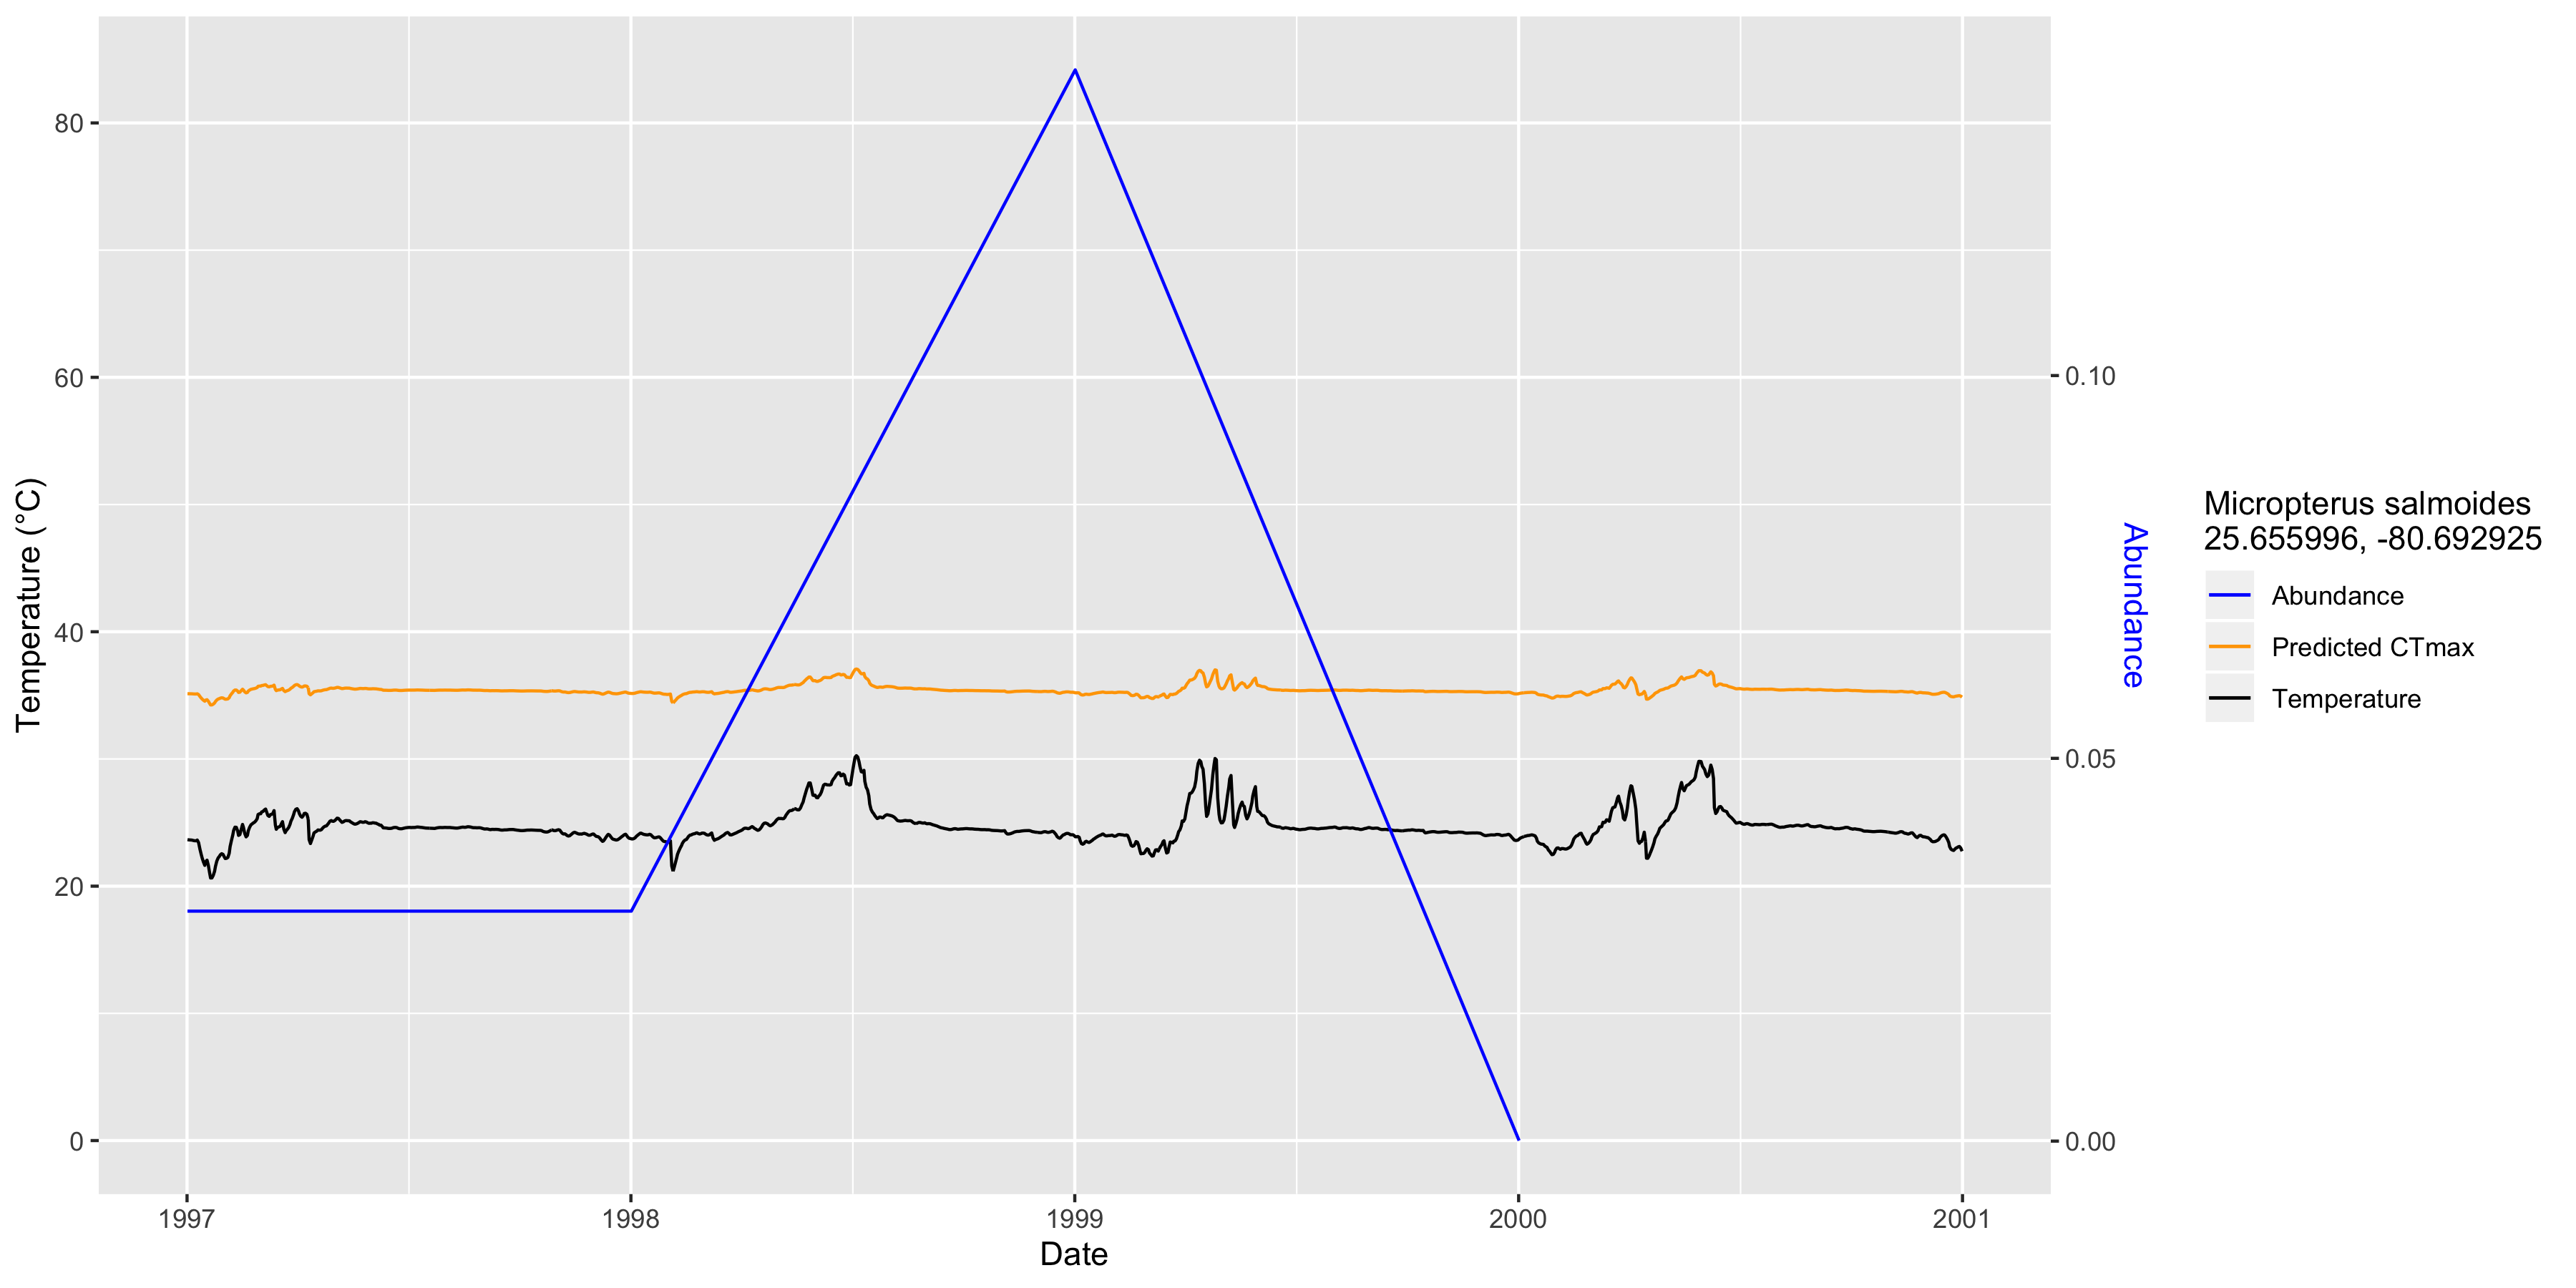 Temperature (°C)
80
60
40
20
0
1997
1998
1999
2000
2001
Date
0.10
0.05
0.00
Abundance
Micropterus salmoides
25.655996, -80.692925
Abundance
Predicted CTmax
Temperature